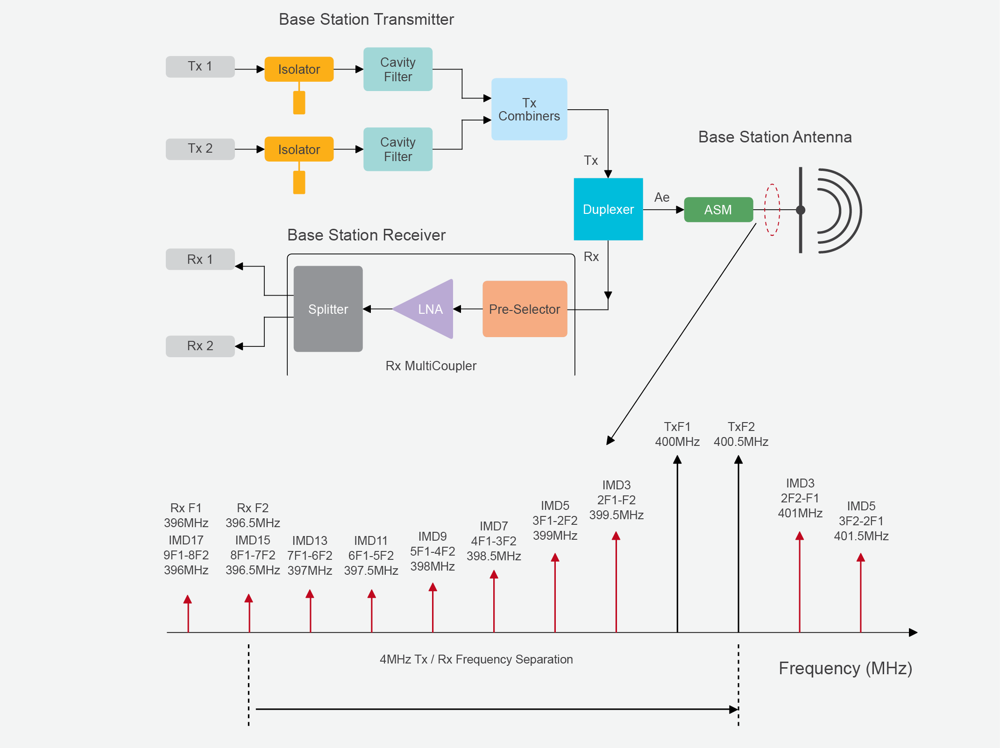 Base Station Transmitter
Tx 1
Isolator
Cavity
Filter
Tx
Combiners
Tx 2
Isolator
Cavity
Filter
Base Station Antenna
Tx
Duplexer
Ae
ASM
Base Station Receiver
Rx
Rx 1
Splitter
LNA
Pre-Selector
Rx 2
Rx MultiCoupler
Rx F1
396MHz
IMD17
9F1-8F2
396MHz
Rx F2
396.5MHz
IMD15
8F1-7F2
396.5MHz
IMD13
7F1-6F2
397MHz
IMD11
6F1-5F2
397.5MHz
IMD9
5F1-4F2
398MHz
IMD7
4F1-3F2
398.5MHz
IMD5
3F1-2F2
399MHz
IMD3
2F1-F2
399.5MHz
TxF1
400MHz
TxF2
400.5MHz
IMD3
2F2-F1
401MHz
IMD5
3F2-2F1
401.5MHz
4MHz Tx / Rx Frequency Separation
Frequency (MHz)